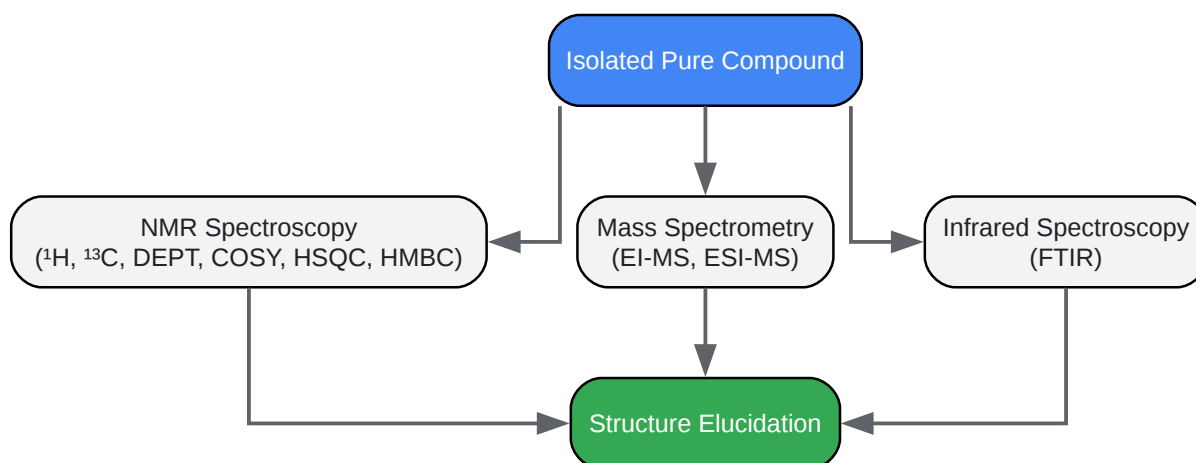 Isolated Pure Compound
NMR Spectroscopy
(¹H, ¹³C, DEPT, COSY, HSQC, HMBC)
Mass Spectrometry
(EI-MS, ESI-MS)
Infrared Spectroscopy
(FTIR)
Structure Elucidation